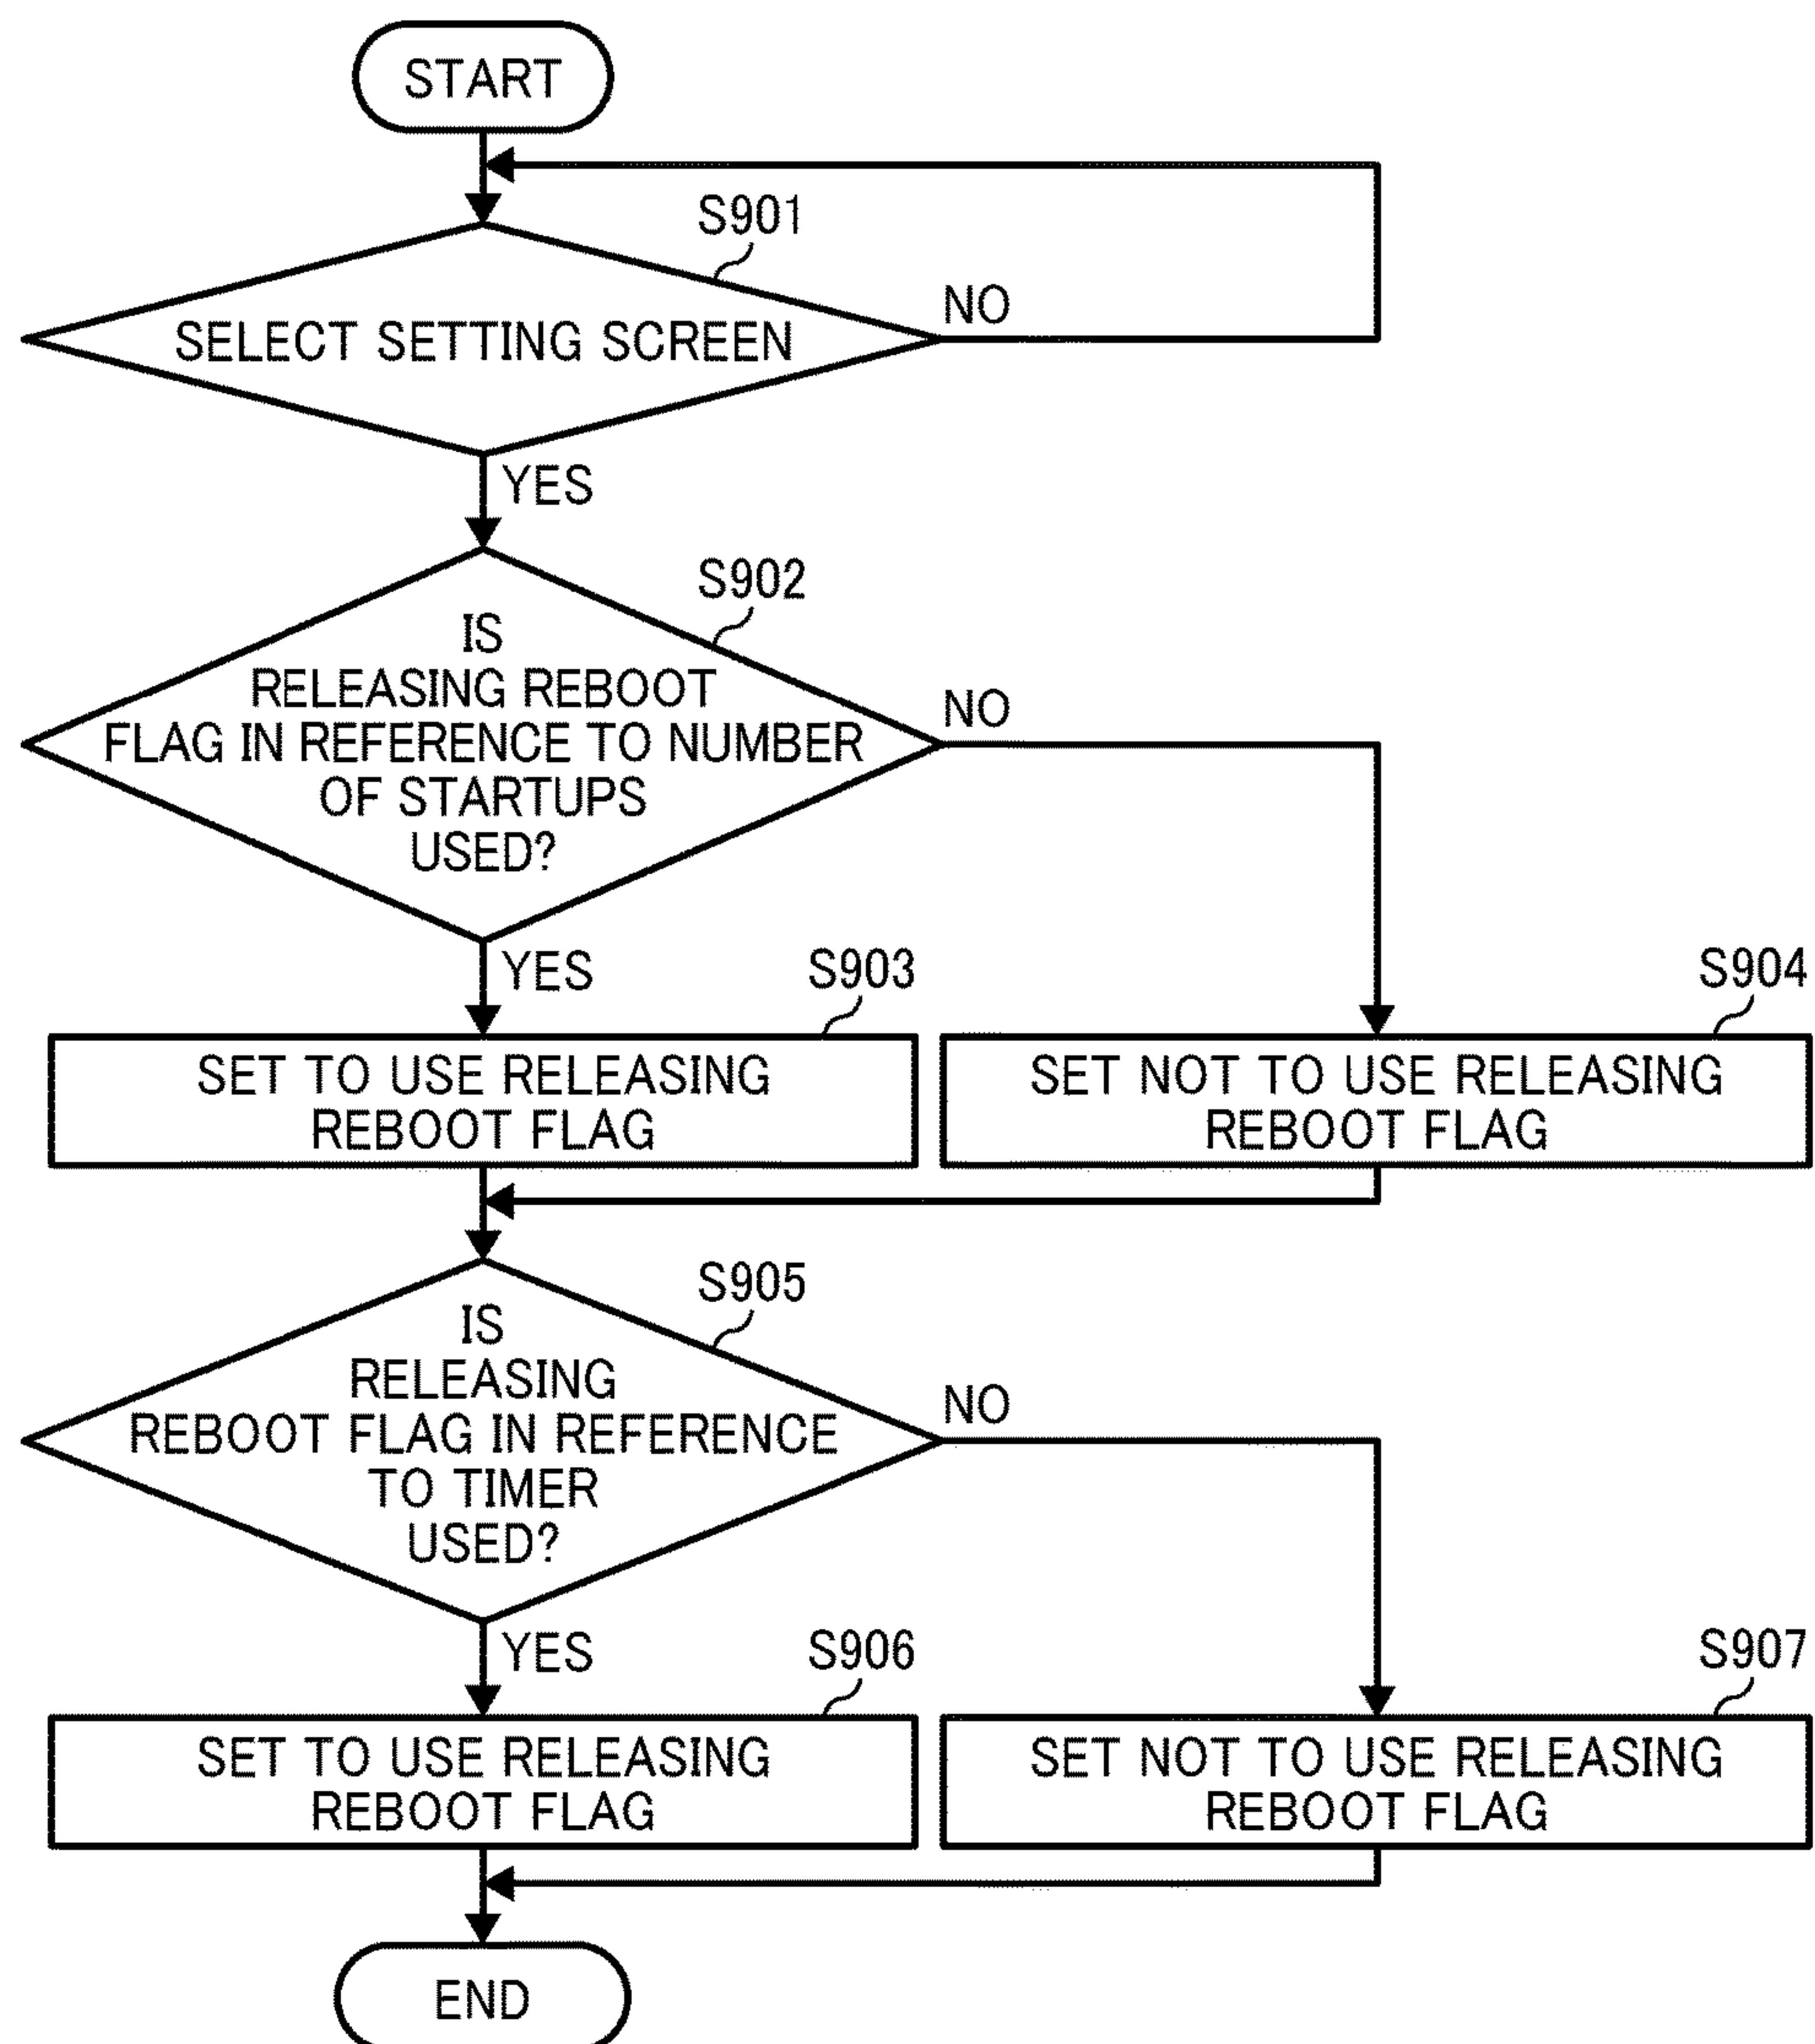 START
S901
SELECT SETTING SCREEN
NO
YES
S902
IS
RELEASING REBOOT
FLAG IN REFERENCE TO NUMBER
OF STARTUPS
USED?
NO
YES
S903
S904
SET TO USE RELEASING
REBOOT FLAG
SET NOT TO USE RELEASING
REBOOT FLAG
S905
IS
RELEASING
REBOOT FLAG IN REFERENCE
TO TIMER
USED?
NO
YES
S906
S907
SET TO USE RELEASING
REBOOT FLAG
SET NOT TO USE RELEASING
REBOOT FLAG
END